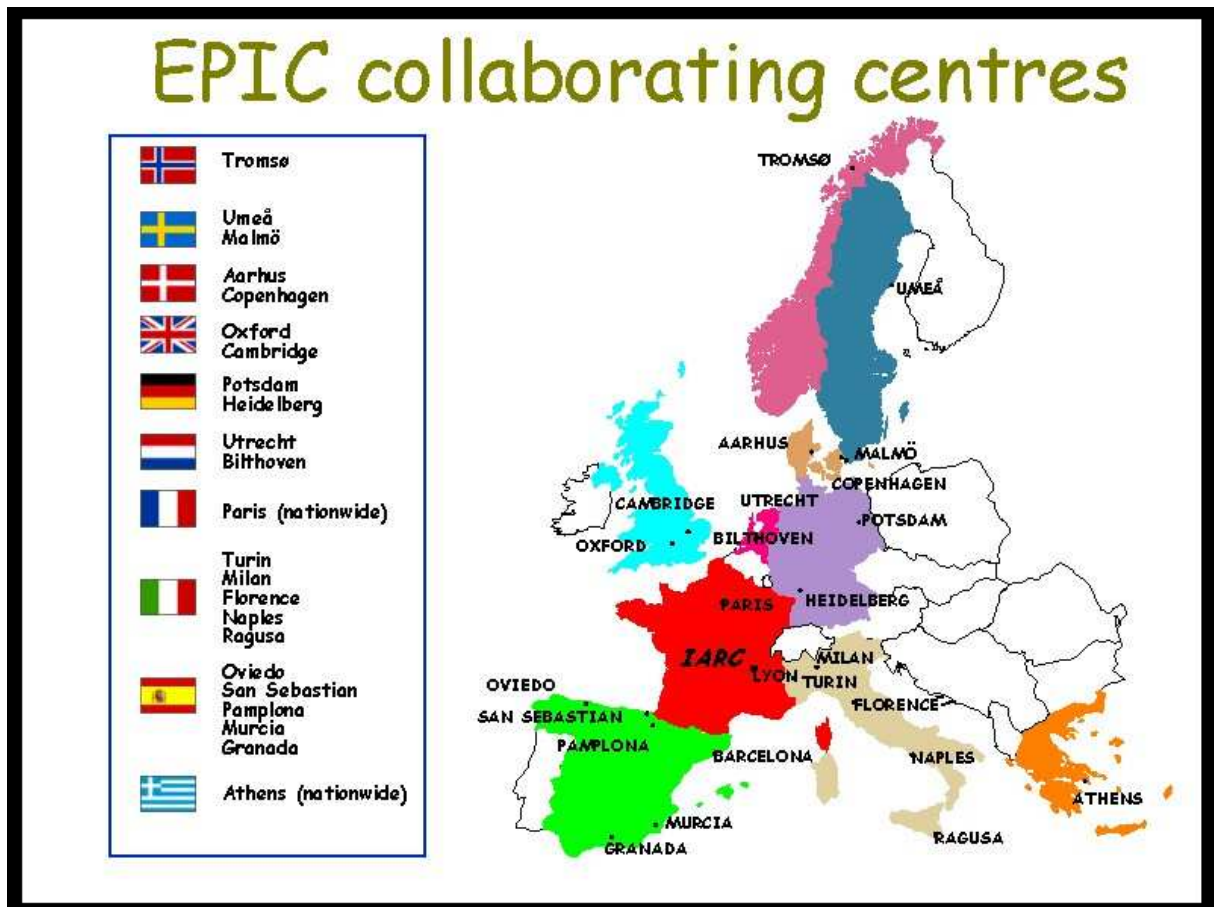 EPIC collaborating centres
Tromsø
Umeå
Malmö
Aarhus
Copenhagen
Oxford
Cambridge
Potsdam
Heidelberg
Utrecht
Bilthoven
Paris (nationwide)
Turin
Milan
Florence
Naples
Ragusa
Oviedo
San Sebastian
Pamplona
Murcia
Granada
Athens (nationwide)
TROMSØ
UMEÅ
AARHUS
MALMÖ
COPENHAGEN
CAMBRIDGE
UTRECHT
POTSDAM
OXFORD
BILTHOVEN
PARIS
HEIDELBERG
IARC
LYON
MILAN
TURIN
OVIEDO
FLORENCE
SAN SEBASTIAN
PAMPLONA
BARCELONA
NAPLES
ATHENS
MURCIA
RAGUSA
GRANADA